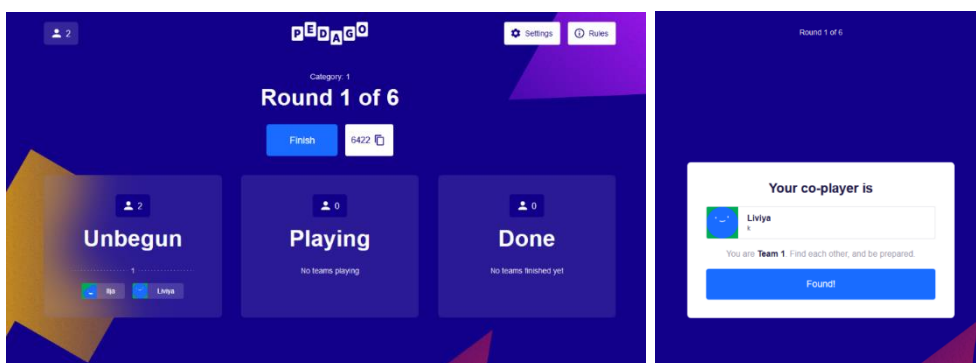 2
PEDAGO
Settings
Rules
Category: 1
Round 1 of 6
Finish
6422
2
Unbegun
1
Liviya
0
Playing
No teams playing
0
Done
No teams finished yet
Round 1 of 6
Your co-player is
Liviya
k
You are Team 1. Find each other, and be prepared.
Found!